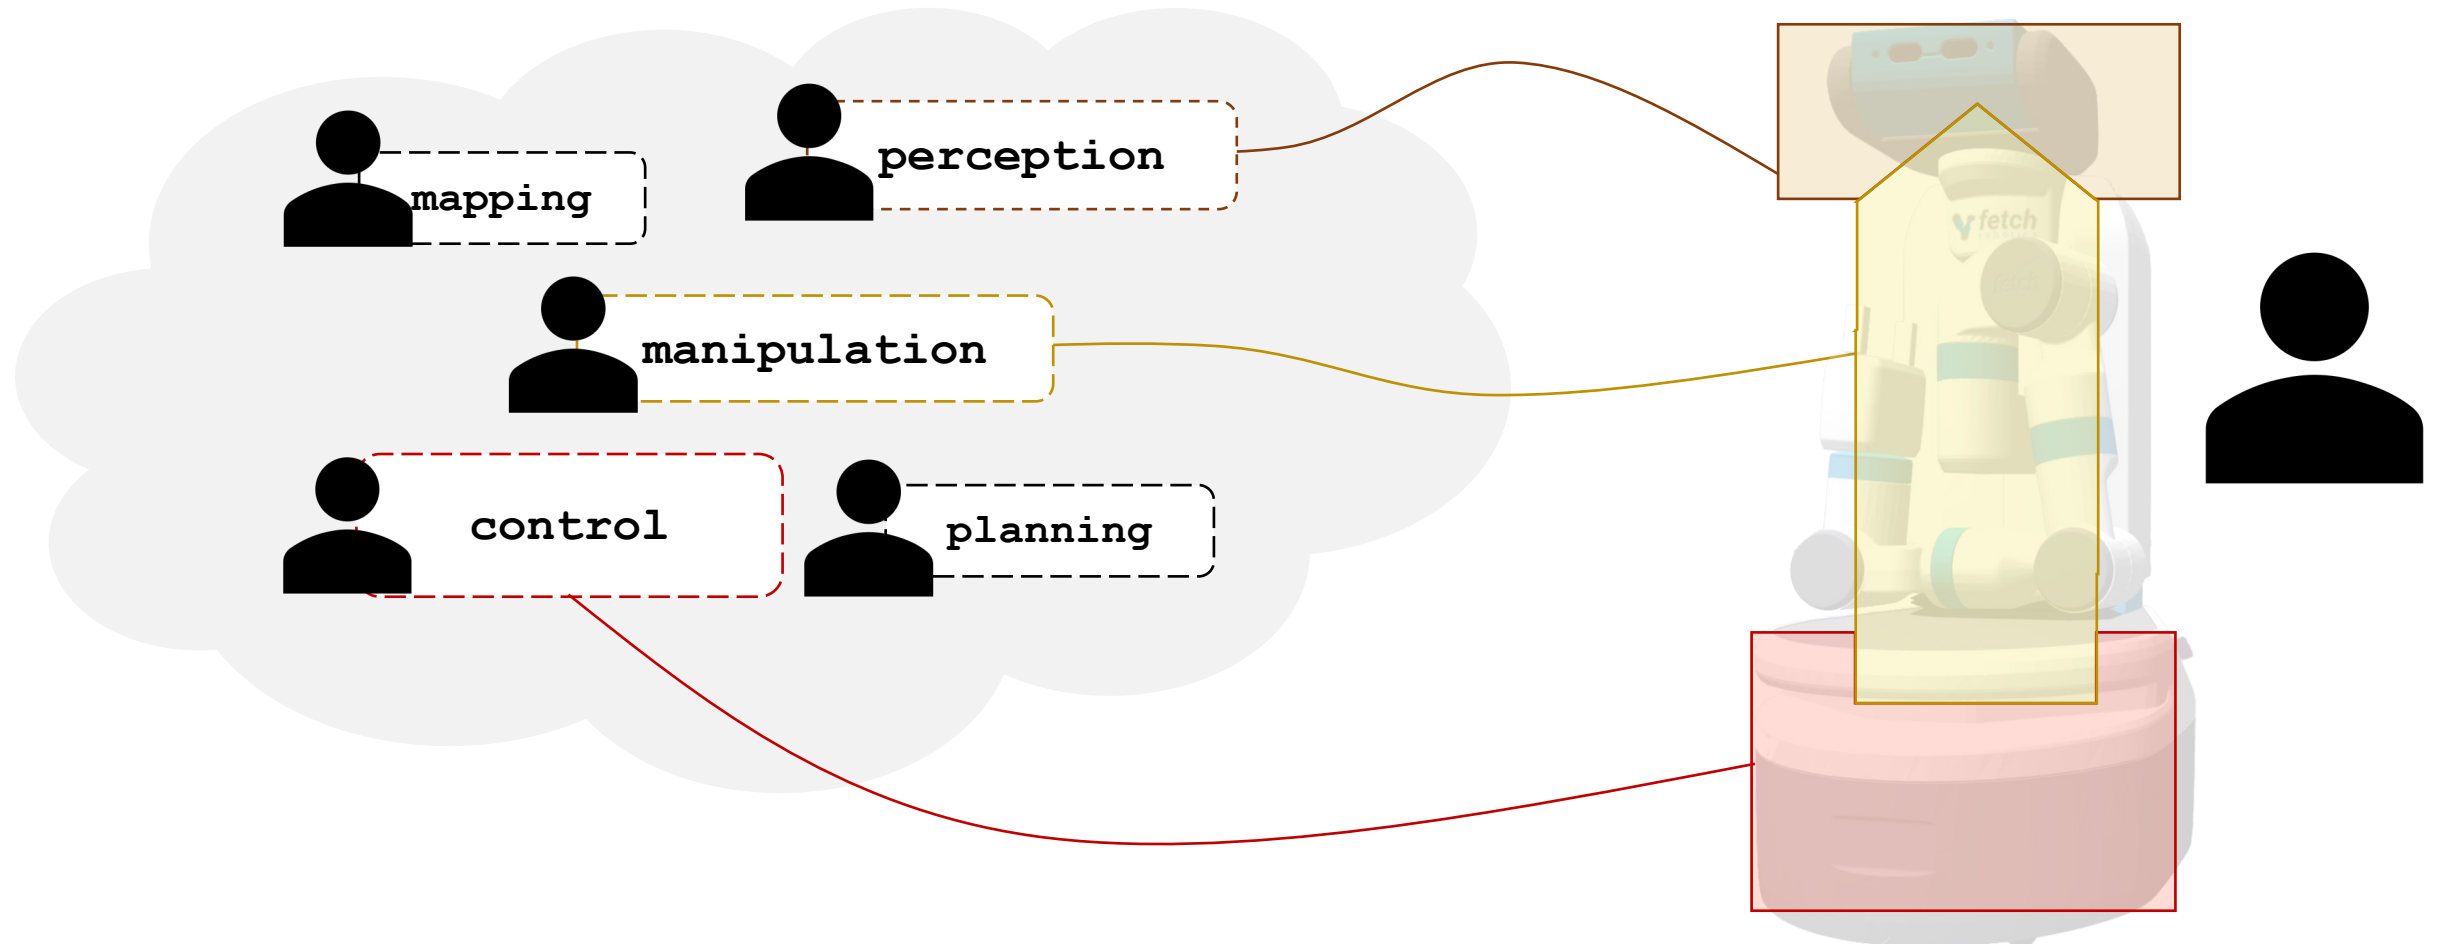 perception
mapping
manipulation
control
planning
fetch